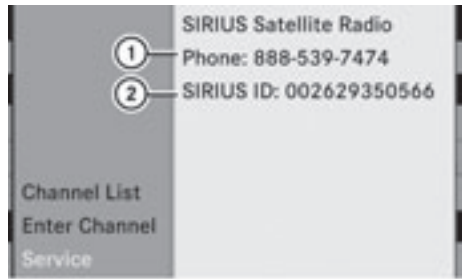 SIRIUS Satellite Radio
1 Phone: 888-539-7474
2 SIRIUS ID: 002629350566
Channel List
Enter Channel
Service